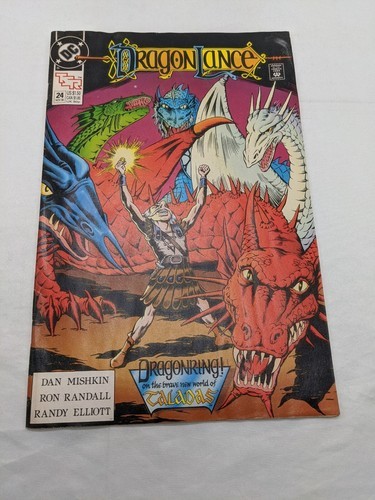 DC
DRAGONLANCE
TSR
24
DRAGONRING!
on the brave new world of
TALADAS
DAN MISHKIN
RON RANDALL
RANDY ELLIOTT